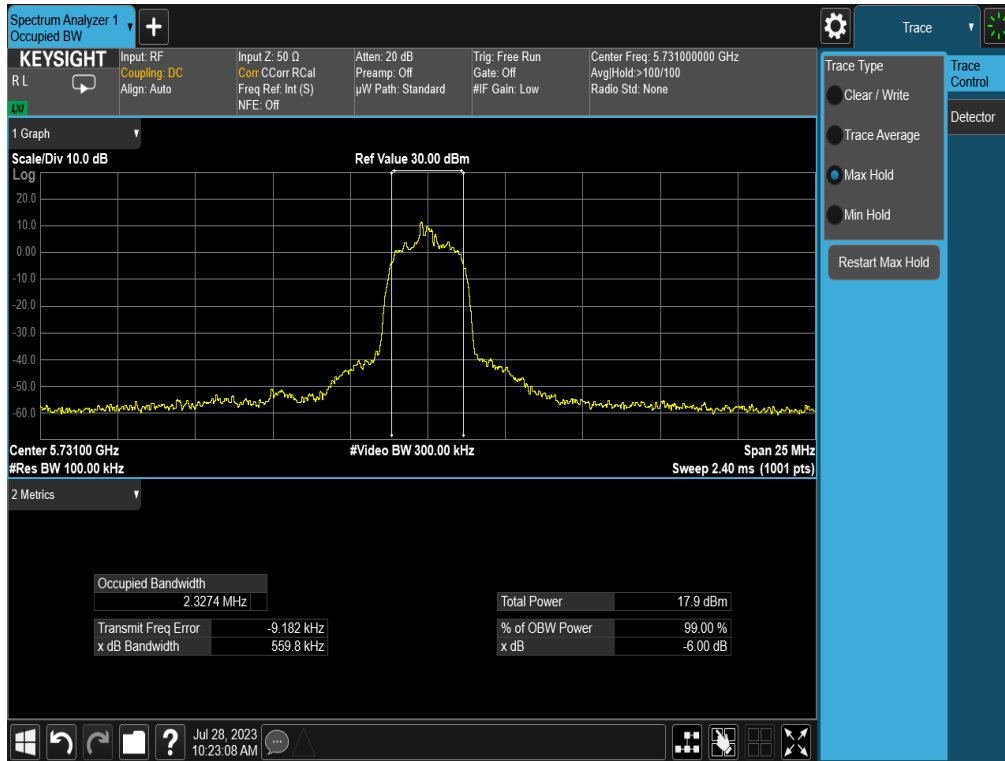 Spectrum Analyzer 1
Occupied BW
Trace
KEYSIGHT
R L
LXI
Input: RF
Coupling: DC
Align: Auto
Input Z: 50 Ω
Corr CCorr RCal
Freq Ref: Int (S)
NFE: Off
Atten: 20 dB
Preamp: Off
µW Path: Standard
Trig: Free Run
Gate: Off
#IF Gain: Low
Center Freq: 5.731000000 GHz
Avg|Hold:>100/100
Radio Std: None
Trace Type
Clear / Write
Trace Average
Max Hold
Min Hold
Restart Max Hold
Trace
Control
Detector
1 Graph
Scale/Div 10.0 dB
Ref Value 30.00 dBm
Log
20.0
10.0
0.00
-10.0
-20.0
-30.0
-40.0
-50.0
-60.0
Center 5.73100 GHz
#Video BW 300.00 kHz
Span 25 MHz
#Res BW 100.00 kHz
Sweep 2.40 ms (1001 pts)
2 Metrics
Occupied Bandwidth
2.3274 MHz
Total Power 17.9 dBm
Transmit Freq Error -9.182 kHz
% of OBW Power 99.00 %
x dB Bandwidth 559.8 kHz
x dB -6.00 dB
?
Jul 28, 2023
10:23:08 AM